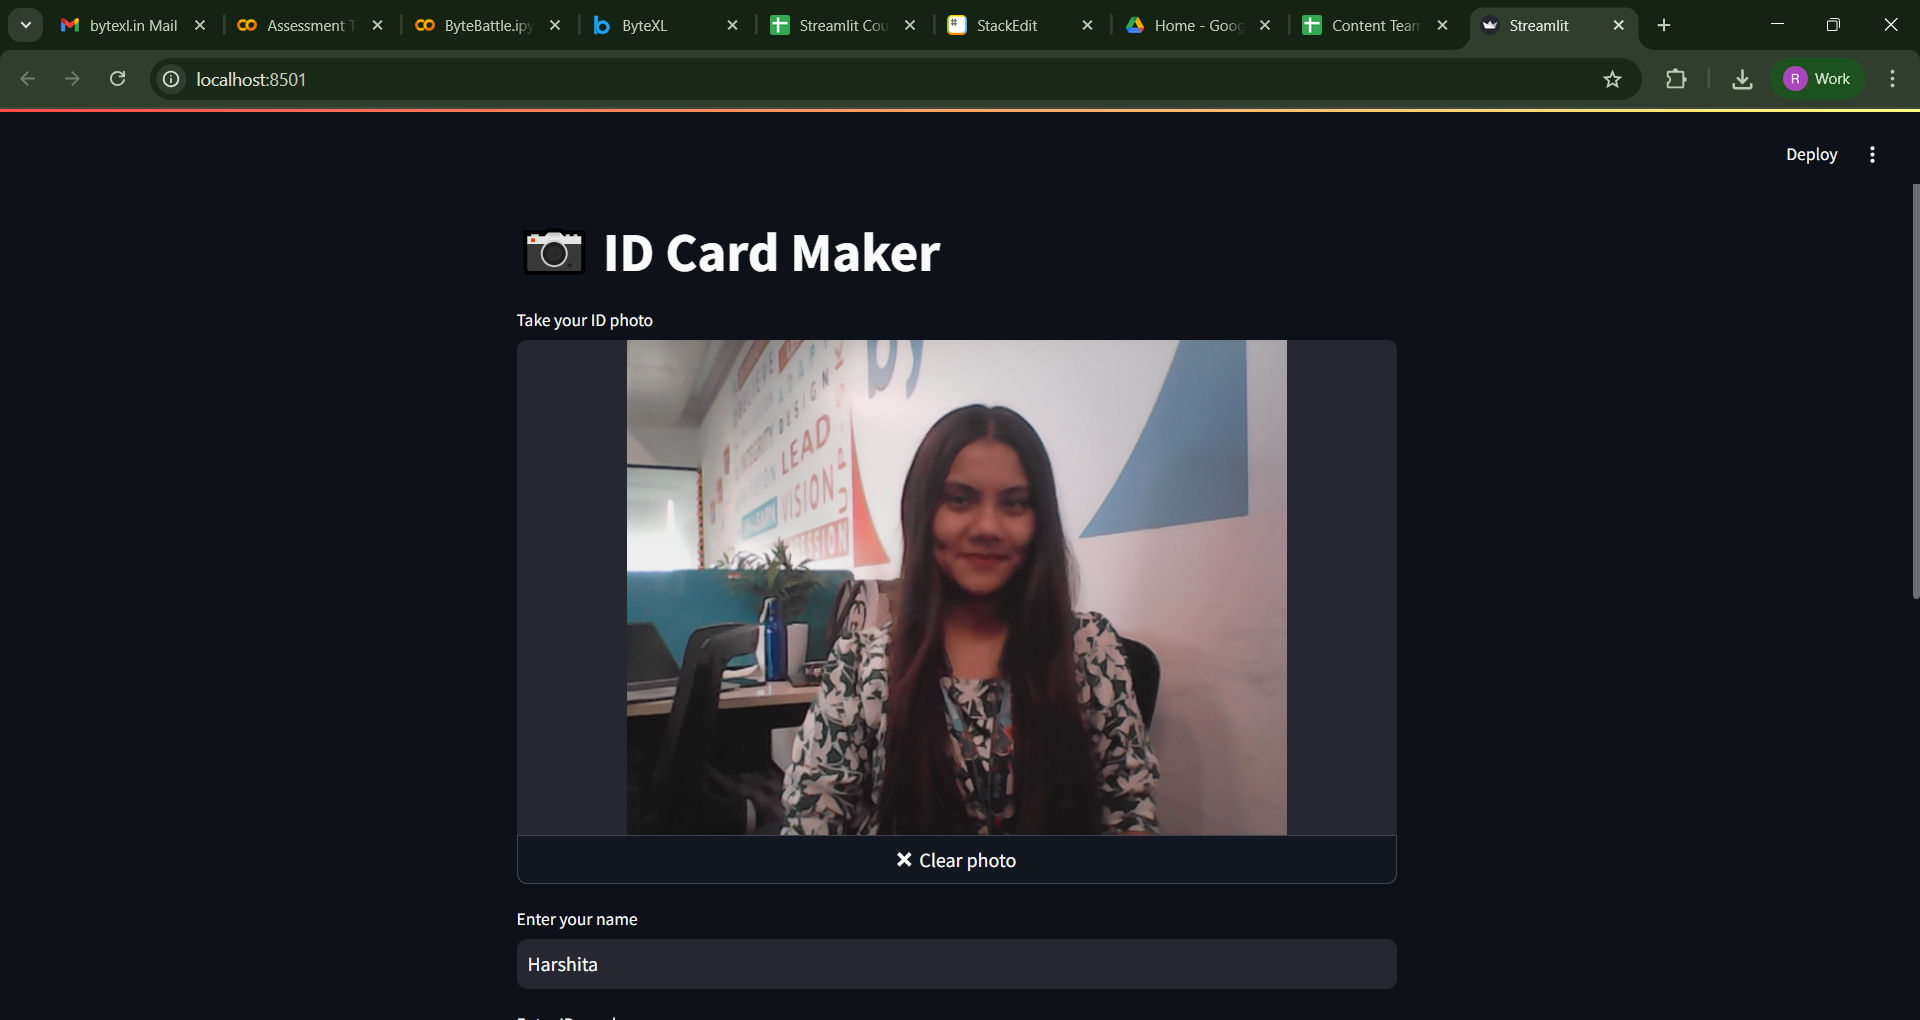 bytexl.in Mail
Assessment T
ByteBattle.ipy
ByteXL
Streamlit Cou
StackEdit
Home - Goog
Content Tean
Streamlit
localhost:8501
R Work
Deploy
ID Card Maker
Take your ID photo
by
DESIGN
LEAD
VISION
Clear photo
Enter your name
Harshita